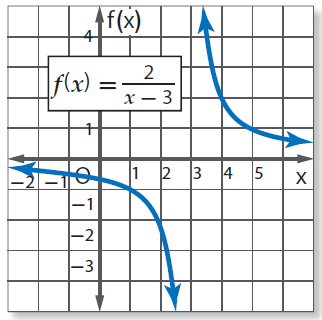 f(x)
4
f(x) = 2/(x − 3)
1
−2 −1 O 1 2 3 4 5 x
−1
−2
−3